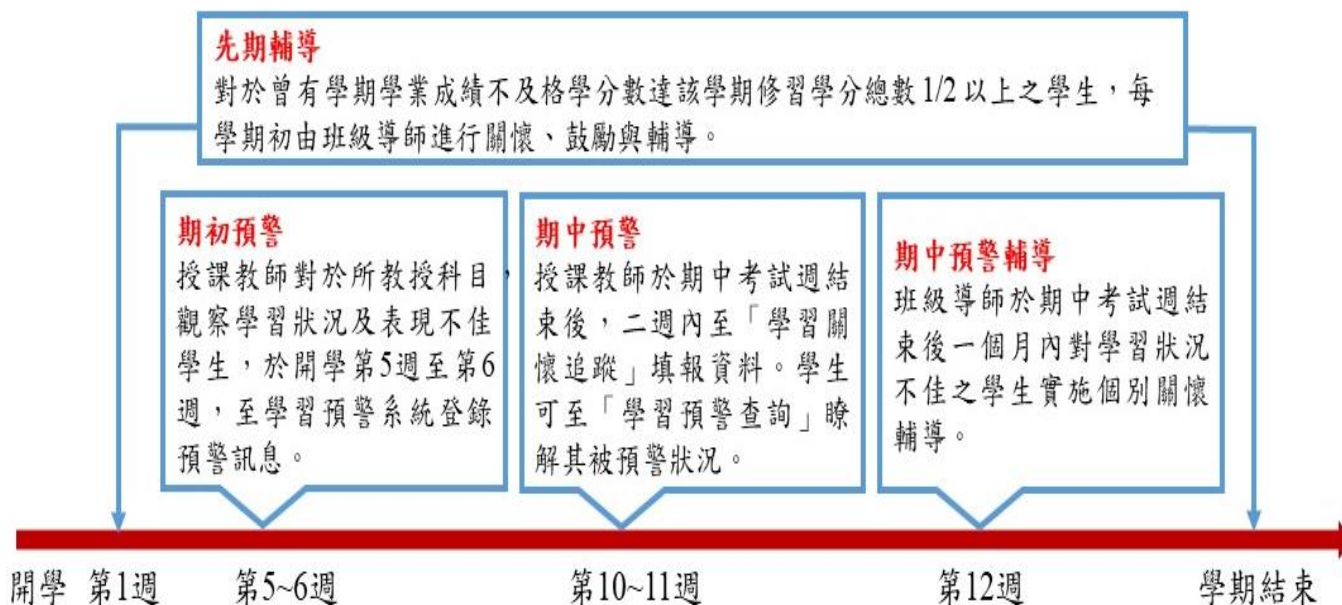 先期輔導
對於曾有學期學業成績不及格學分數達該學期修習學分總數1/2以上之學生，每
學期初由班級導師進行關懷、鼓勵與輔導。
期初預警
授課教師對於所教授科目，
觀察學習狀況及表現不佳
學生，於開學第5週至第6
週，至學習預警系統登錄
預警訊息。
期中預警
授課教師於期中考試週結
束後，二週內至「學習關
懷追蹤」填報資料。學生
可至「學習預警查詢」瞭
解其被預警狀況。
期中預警輔導
班級導師於期中考試週結
束後一個月內對學習狀況
不佳之學生實施個別關懷
輔導。
開學 第1週 第5~6週 第10~11週 第12週 學期結束